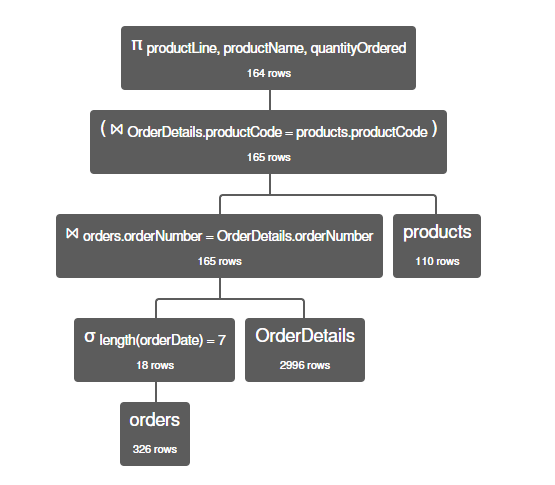 π productLine, productName, quantityOrdered
164 rows
( ⋈ OrderDetails.productCode = products.productCode )
165 rows
⋈ orders.orderNumber = OrderDetails.orderNumber
165 rows
products
110 rows
σ length(orderDate) = 7
18 rows
OrderDetails
2996 rows
orders
326 rows